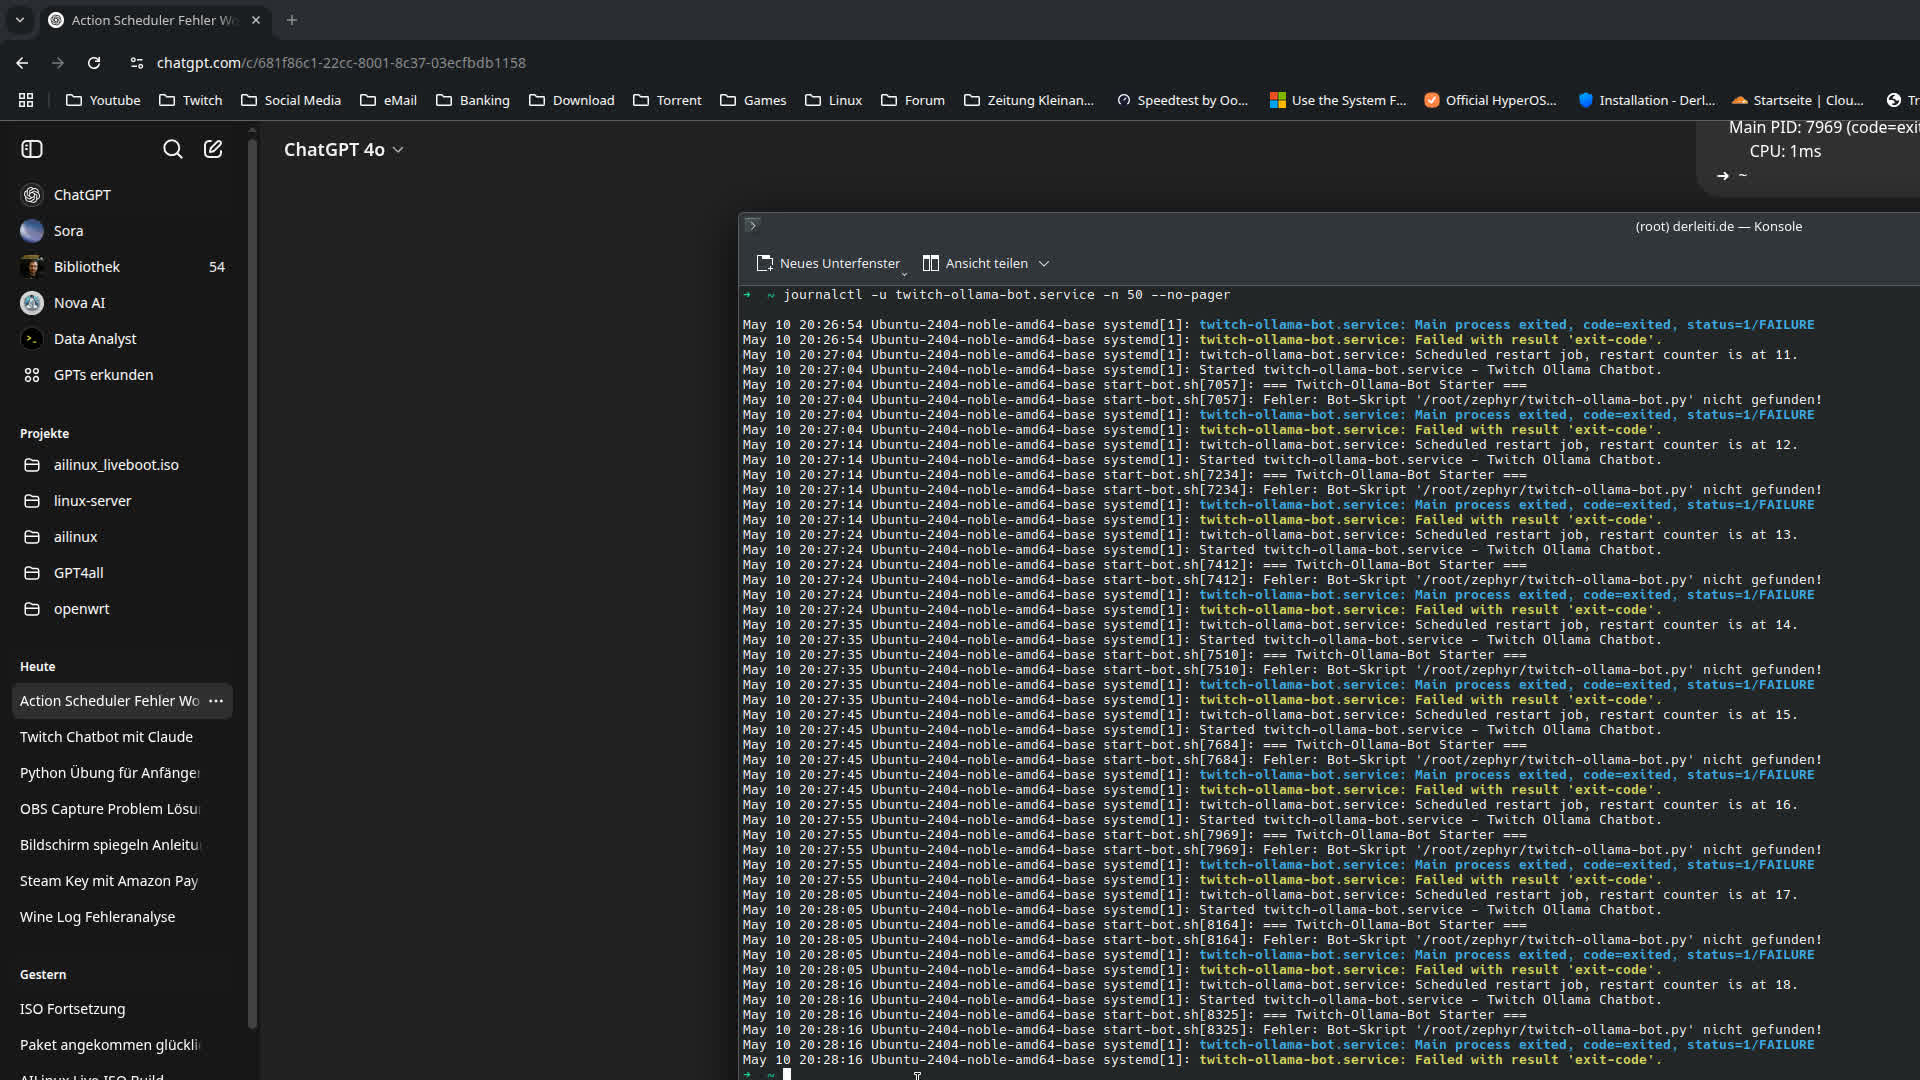 Action Scheduler Fehler Wo
chatgpt.com/c/681f86c1-22cc-8001-8c37-03ecfbdb1158
Youtube Twitch Social Media eMail Banking Download Torrent Games Linux Forum Zeitung Kleinan... Speedtest by Oo... Use the System F... Official HyperOS... Installation - Derl... Startseite | Clou... Tr
ChatGPT
Sora
Bibliothek 54
Nova AI
Data Analyst
GPTs erkunden
Projekte
ailinux_liveboot.iso
linux-server
ailinux
GPT4all
openwrt
Heute
Action Scheduler Fehler Wo ...
Twitch Chatbot mit Claude
Python Übung für Anfänger
OBS Capture Problem Lösu
Bildschirm spiegeln Anleitu
Steam Key mit Amazon Pay
Wine Log Fehleranalyse
Gestern
ISO Fortsetzung
Paket angekommen glückli
AILinux Live ISO Build
ChatGPT 4o
Main PID: 7969 (code=exit
CPU: 1ms
➜ ~
(root) derleiti.de — Konsole
Neues Unterfenster Ansicht teilen
➜ ~ journalctl -u twitch-ollama-bot.service -n 50 --no-pager
May 10 20:26:54 Ubuntu-2404-noble-amd64-base systemd[1]: twitch-ollama-bot.service: Main process exited, code=exited, status=1/FAILURE
May 10 20:26:54 Ubuntu-2404-noble-amd64-base systemd[1]: twitch-ollama-bot.service: Failed with result 'exit-code'.
May 10 20:27:04 Ubuntu-2404-noble-amd64-base systemd[1]: twitch-ollama-bot.service: Scheduled restart job, restart counter is at 11.
May 10 20:27:04 Ubuntu-2404-noble-amd64-base systemd[1]: Started twitch-ollama-bot.service - Twitch Ollama Chatbot.
May 10 20:27:04 Ubuntu-2404-noble-amd64-base start-bot.sh[7057]: === Twitch-Ollama-Bot Starter ===
May 10 20:27:04 Ubuntu-2404-noble-amd64-base start-bot.sh[7057]: Fehler: Bot-Skript '/root/zephyr/twitch-ollama-bot.py' nicht gefunden!
May 10 20:27:04 Ubuntu-2404-noble-amd64-base systemd[1]: twitch-ollama-bot.service: Main process exited, code=exited, status=1/FAILURE
May 10 20:27:04 Ubuntu-2404-noble-amd64-base systemd[1]: twitch-ollama-bot.service: Failed with result 'exit-code'.
May 10 20:27:14 Ubuntu-2404-noble-amd64-base systemd[1]: twitch-ollama-bot.service: Scheduled restart job, restart counter is at 12.
May 10 20:27:14 Ubuntu-2404-noble-amd64-base systemd[1]: Started twitch-ollama-bot.service - Twitch Ollama Chatbot.
May 10 20:27:14 Ubuntu-2404-noble-amd64-base start-bot.sh[7234]: === Twitch-Ollama-Bot Starter ===
May 10 20:27:14 Ubuntu-2404-noble-amd64-base start-bot.sh[7234]: Fehler: Bot-Skript '/root/zephyr/twitch-ollama-bot.py' nicht gefunden!
May 10 20:27:14 Ubuntu-2404-noble-amd64-base systemd[1]: twitch-ollama-bot.service: Main process exited, code=exited, status=1/FAILURE
May 10 20:27:14 Ubuntu-2404-noble-amd64-base systemd[1]: twitch-ollama-bot.service: Failed with result 'exit-code'.
May 10 20:27:24 Ubuntu-2404-noble-amd64-base systemd[1]: twitch-ollama-bot.service: Scheduled restart job, restart counter is at 13.
May 10 20:27:24 Ubuntu-2404-noble-amd64-base systemd[1]: Started twitch-ollama-bot.service - Twitch Ollama Chatbot.
May 10 20:27:24 Ubuntu-2404-noble-amd64-base start-bot.sh[7412]: === Twitch-Ollama-Bot Starter ===
May 10 20:27:24 Ubuntu-2404-noble-amd64-base start-bot.sh[7412]: Fehler: Bot-Skript '/root/zephyr/twitch-ollama-bot.py' nicht gefunden!
May 10 20:27:24 Ubuntu-2404-noble-amd64-base systemd[1]: twitch-ollama-bot.service: Main process exited, code=exited, status=1/FAILURE
May 10 20:27:24 Ubuntu-2404-noble-amd64-base systemd[1]: twitch-ollama-bot.service: Failed with result 'exit-code'.
May 10 20:27:35 Ubuntu-2404-noble-amd64-base systemd[1]: twitch-ollama-bot.service: Scheduled restart job, restart counter is at 14.
May 10 20:27:35 Ubuntu-2404-noble-amd64-base systemd[1]: Started twitch-ollama-bot.service - Twitch Ollama Chatbot.
May 10 20:27:35 Ubuntu-2404-noble-amd64-base start-bot.sh[7510]: === Twitch-Ollama-Bot Starter ===
May 10 20:27:35 Ubuntu-2404-noble-amd64-base start-bot.sh[7510]: Fehler: Bot-Skript '/root/zephyr/twitch-ollama-bot.py' nicht gefunden!
May 10 20:27:35 Ubuntu-2404-noble-amd64-base systemd[1]: twitch-ollama-bot.service: Main process exited, code=exited, status=1/FAILURE
May 10 20:27:35 Ubuntu-2404-noble-amd64-base systemd[1]: twitch-ollama-bot.service: Failed with result 'exit-code'.
May 10 20:27:45 Ubuntu-2404-noble-amd64-base systemd[1]: twitch-ollama-bot.service: Scheduled restart job, restart counter is at 15.
May 10 20:27:45 Ubuntu-2404-noble-amd64-base systemd[1]: Started twitch-ollama-bot.service - Twitch Ollama Chatbot.
May 10 20:27:45 Ubuntu-2404-noble-amd64-base start-bot.sh[7684]: === Twitch-Ollama-Bot Starter ===
May 10 20:27:45 Ubuntu-2404-noble-amd64-base start-bot.sh[7684]: Fehler: Bot-Skript '/root/zephyr/twitch-ollama-bot.py' nicht gefunden!
May 10 20:27:45 Ubuntu-2404-noble-amd64-base systemd[1]: twitch-ollama-bot.service: Main process exited, code=exited, status=1/FAILURE
May 10 20:27:45 Ubuntu-2404-noble-amd64-base systemd[1]: twitch-ollama-bot.service: Failed with result 'exit-code'.
May 10 20:27:55 Ubuntu-2404-noble-amd64-base systemd[1]: twitch-ollama-bot.service: Scheduled restart job, restart counter is at 16.
May 10 20:27:55 Ubuntu-2404-noble-amd64-base systemd[1]: Started twitch-ollama-bot.service - Twitch Ollama Chatbot.
May 10 20:27:55 Ubuntu-2404-noble-amd64-base start-bot.sh[7969]: === Twitch-Ollama-Bot Starter ===
May 10 20:27:55 Ubuntu-2404-noble-amd64-base start-bot.sh[7969]: Fehler: Bot-Skript '/root/zephyr/twitch-ollama-bot.py' nicht gefunden!
May 10 20:27:55 Ubuntu-2404-noble-amd64-base systemd[1]: twitch-ollama-bot.service: Main process exited, code=exited, status=1/FAILURE
May 10 20:27:55 Ubuntu-2404-noble-amd64-base systemd[1]: twitch-ollama-bot.service: Failed with result 'exit-code'.
May 10 20:28:05 Ubuntu-2404-noble-amd64-base systemd[1]: twitch-ollama-bot.service: Scheduled restart job, restart counter is at 17.
May 10 20:28:05 Ubuntu-2404-noble-amd64-base systemd[1]: Started twitch-ollama-bot.service - Twitch Ollama Chatbot.
May 10 20:28:05 Ubuntu-2404-noble-amd64-base start-bot.sh[8164]: === Twitch-Ollama-Bot Starter ===
May 10 20:28:05 Ubuntu-2404-noble-amd64-base start-bot.sh[8164]: Fehler: Bot-Skript '/root/zephyr/twitch-ollama-bot.py' nicht gefunden!
May 10 20:28:05 Ubuntu-2404-noble-amd64-base systemd[1]: twitch-ollama-bot.service: Main process exited, code=exited, status=1/FAILURE
May 10 20:28:05 Ubuntu-2404-noble-amd64-base systemd[1]: twitch-ollama-bot.service: Failed with result 'exit-code'.
May 10 20:28:16 Ubuntu-2404-noble-amd64-base systemd[1]: twitch-ollama-bot.service: Scheduled restart job, restart counter is at 18.
May 10 20:28:16 Ubuntu-2404-noble-amd64-base systemd[1]: Started twitch-ollama-bot.service - Twitch Ollama Chatbot.
May 10 20:28:16 Ubuntu-2404-noble-amd64-base start-bot.sh[8325]: === Twitch-Ollama-Bot Starter ===
May 10 20:28:16 Ubuntu-2404-noble-amd64-base start-bot.sh[8325]: Fehler: Bot-Skript '/root/zephyr/twitch-ollama-bot.py' nicht gefunden!
May 10 20:28:16 Ubuntu-2404-noble-amd64-base systemd[1]: twitch-ollama-bot.service: Main process exited, code=exited, status=1/FAILURE
May 10 20:28:16 Ubuntu-2404-noble-amd64-base systemd[1]: twitch-ollama-bot.service: Failed with result 'exit-code'.
➜ ~